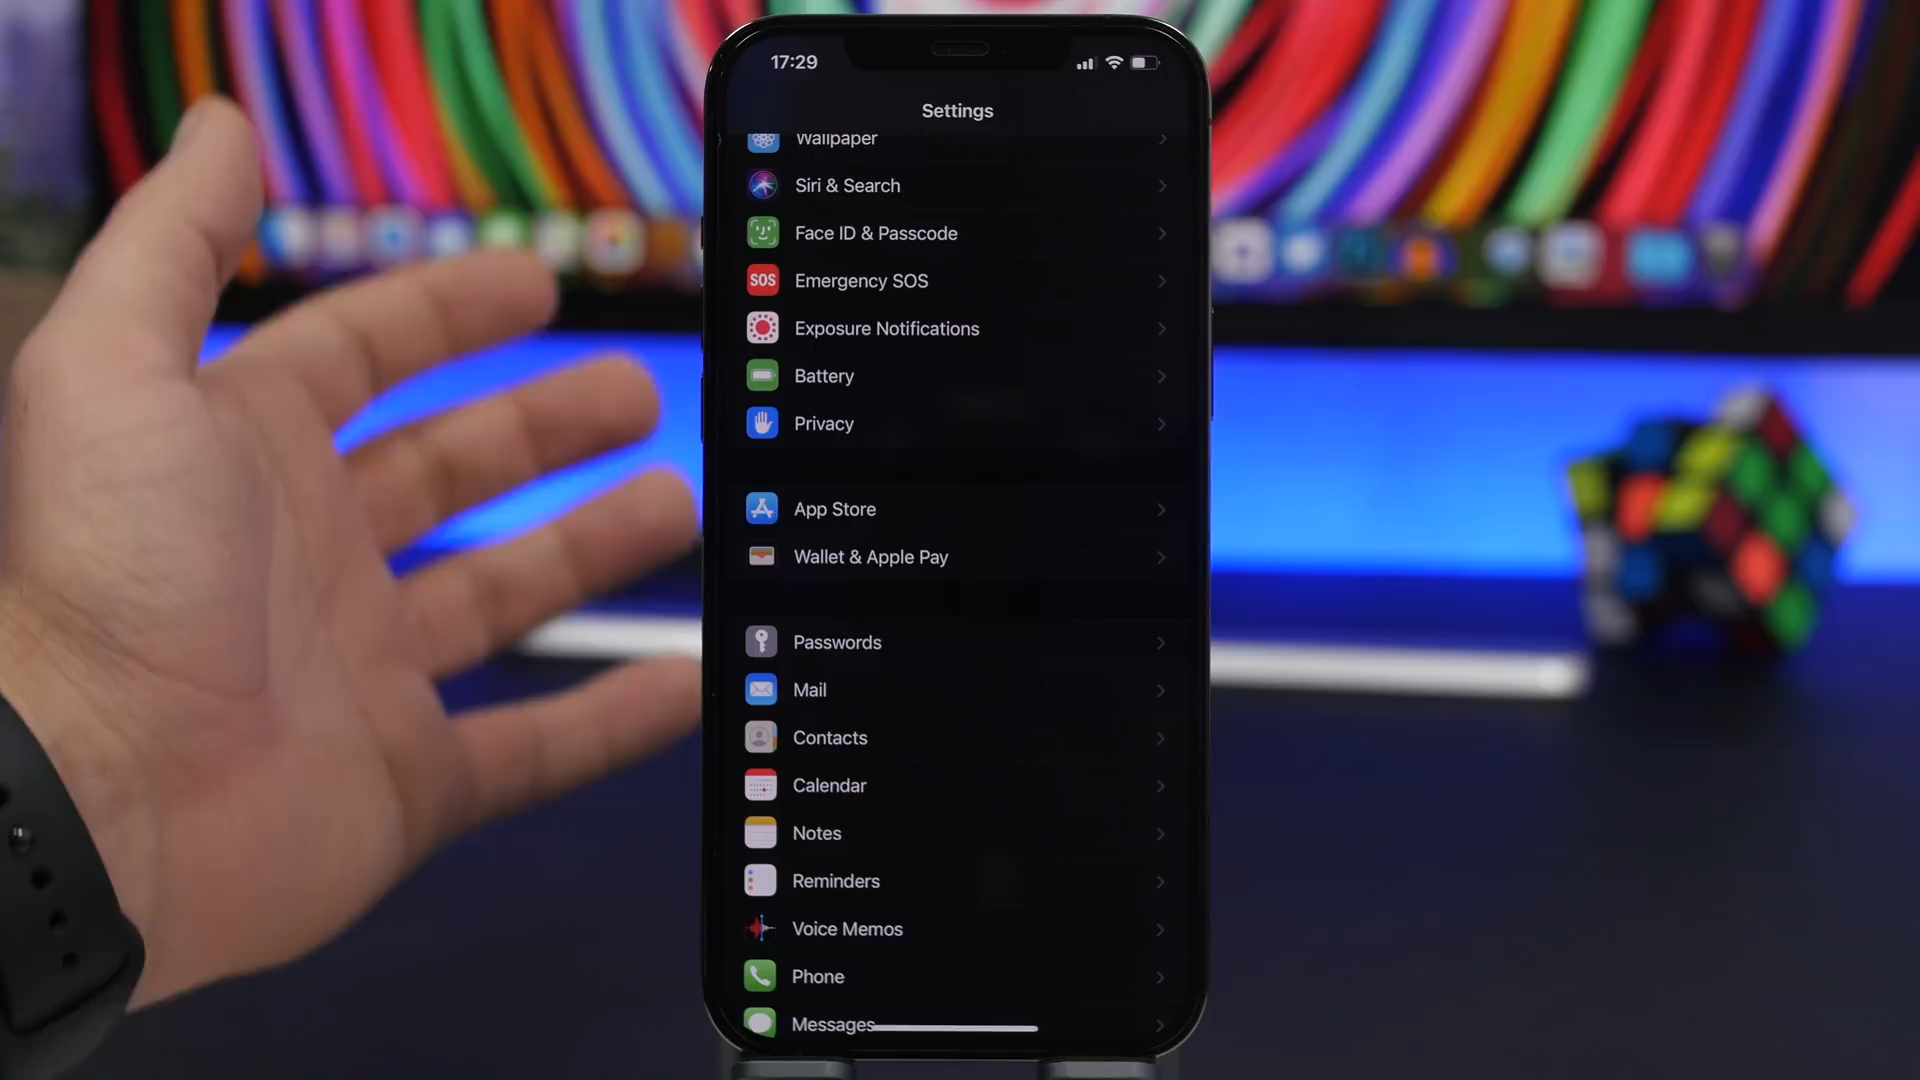 17:29
Settings
Wallpaper
Siri & Search
Face ID & Passcode
SOS
Emergency SOS
Exposure Notifications
Battery
Privacy
App Store
Wallet & Apple Pay
Passwords
Mail
Contacts
Calendar
Notes
Reminders
Voice Memos
Phone
Messages